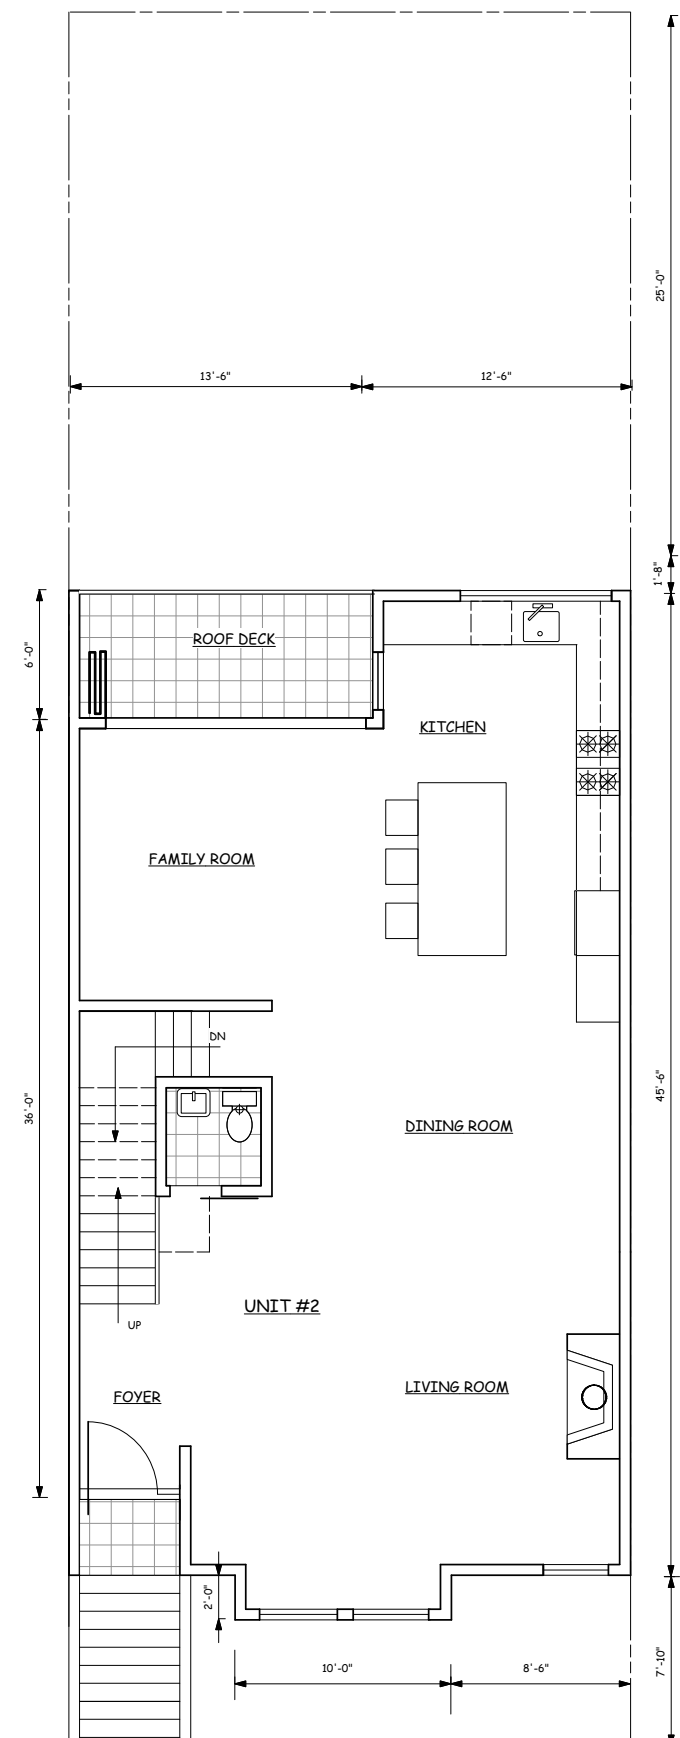 25'-0"
13'-6"
12'-6"
1'-8"
6'-0"
ROOF DECK
KITCHEN
FAMILY ROOM
DN
36'-0"
45'-6"
DINING ROOM
UNIT #2
UP
LIVING ROOM
FOYER
2'-0"
10'-0"
8'-6"
7'-10"